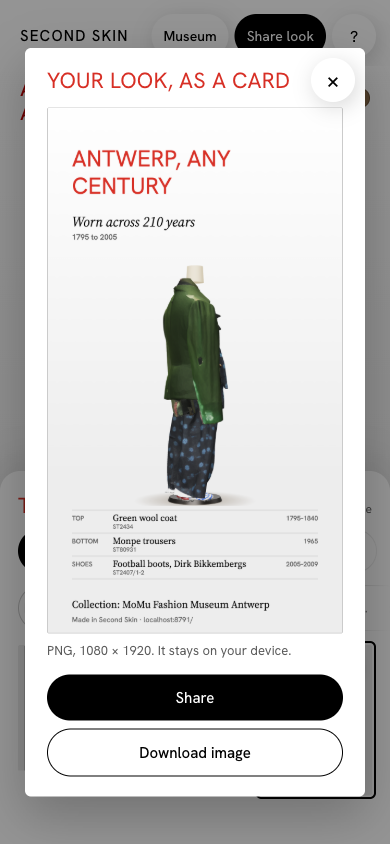 SECOND SKIN
Museum
Share look
?
YOUR LOOK, AS A CARD
×
ANTWERP, ANY
CENTURY
Worn across 210 years
1795 to 2005
TOP Green wool coat 1795–1840
ST2434
BOTTOM Monpe trousers 1965
ST80931
SHOES Football boots, Dirk Bikkembergs 2005–2009
ST2407/1-2
Collection: MoMu Fashion Museum Antwerp
Made in Second Skin · localhost:8791/
PNG, 1080 × 1920. It stays on your device.
Share
Download image